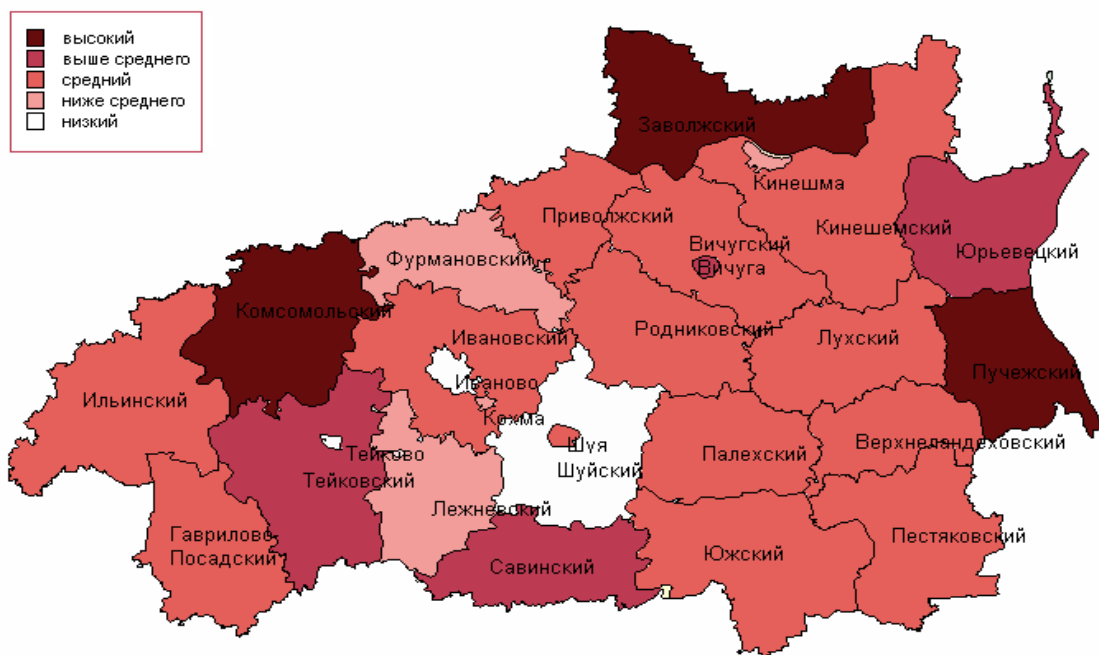 высокий
выше среднего
средний
ниже среднего
низкий
Заволжский
Кинешма
Приволжский
Кинешемский
Вичугский
Юрьевецкий
Вичуга
Фурмановский
Комсомольский
Ивановский
Родниковский
Лухский
Пучежский
Иваново
Ильинский
Кохма
Шуя
Верхнеландеховский
Тейково
Палехский
Шуйский
Тейковский
Лежневский
Гаврилово
Посадский
Пестяковский
Южский
Савинский